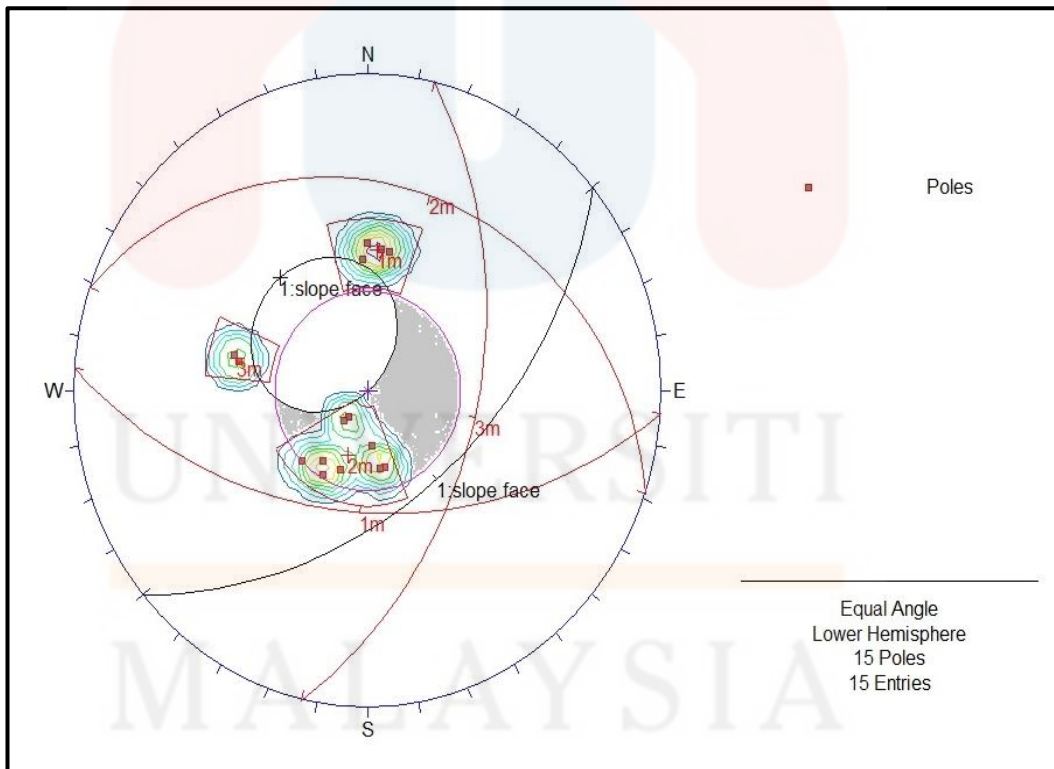 N
Poles
2m
1m
1:slope face
3m
W
E
2m
3m
1:slope face
1m
S
Equal Angle
Lower Hemisphere
15 Poles
15 Entries
UNIVERSITI
MALAYSIA